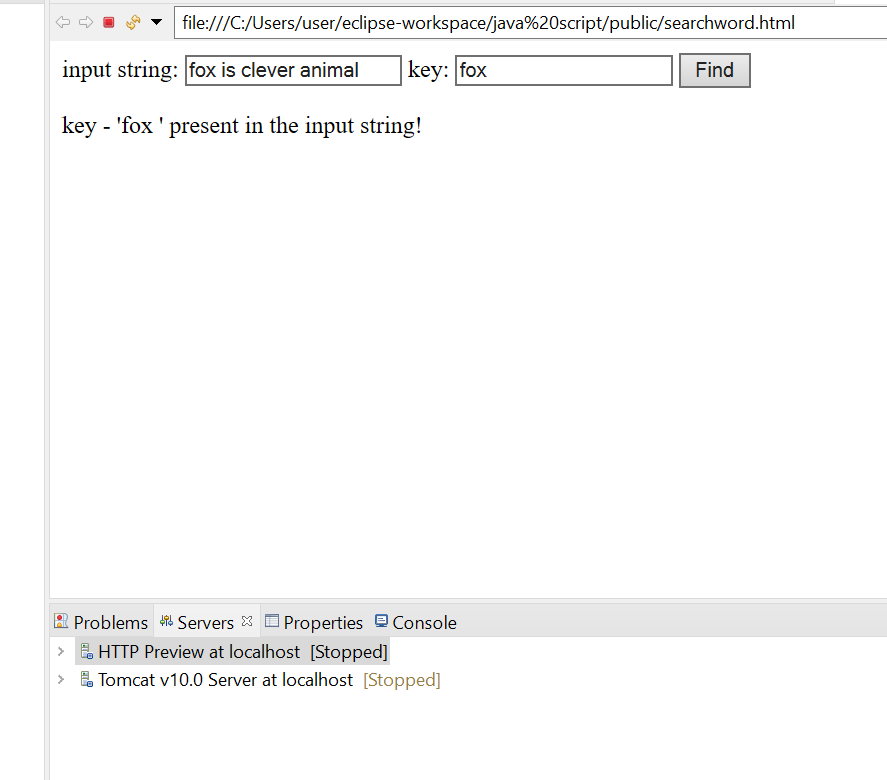 file:///C:/Users/user/eclipse-workspace/java%20script/public/searchword.html
input string: fox is clever animal key: fox Find
key - 'fox ' present in the input string!
Problems Servers Properties Console
HTTP Preview at localhost [Stopped]
Tomcat v10.0 Server at localhost [Stopped]